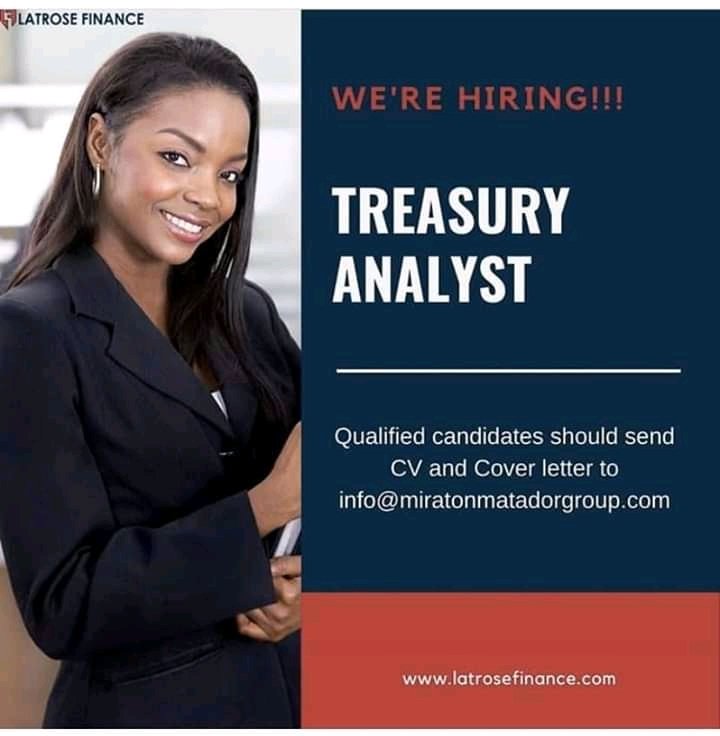 LATROSE FINANCE
WE'RE HIRING!!!
TREASURY
ANALYST
Qualified candidates should send
CV and Cover letter to
info@miratonmatadorgroup.com
www.latrosefinance.com